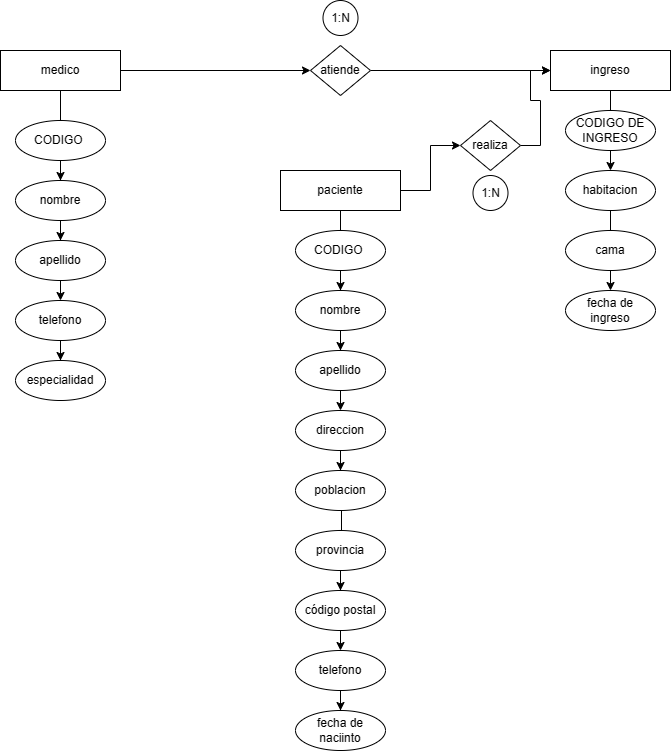 1:N
medico
atiende
ingreso
CODIGO
CODIGO DE
INGRESO
realiza
paciente
1:N
habitacion
nombre
CODIGO
cama
apellido
nombre
fecha de
ingreso
telefono
apellido
especialidad
direccion
poblacion
provincia
código postal
telefono
fecha de
naciinto